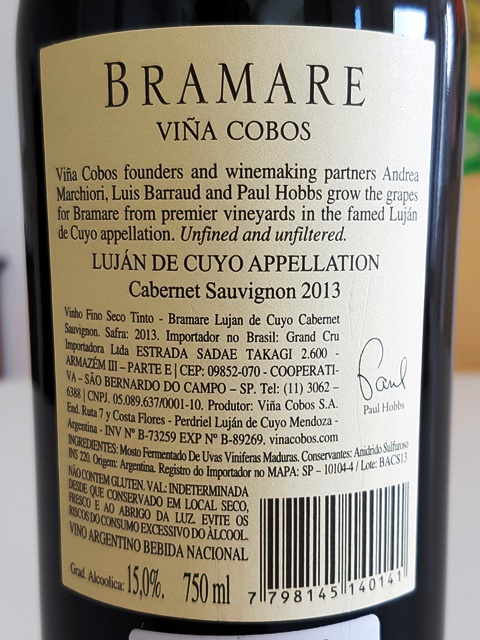 BRAMARE
VIÑA COBOS
Viña Cobos founders and winemaking partners Andrea
Marchiori, Luis Barraud and Paul Hobbs grow the grapes
for Bramare from premier vineyards in the famed Luján
de Cuyo appellation. Unfined and unfiltered.
LUJÁN DE CUYO APPELLATION
Cabernet Sauvignon 2013
Vinho Fino Seco Tinto - Bramare Lujan de Cuyo Cabernet
Sauvignon. Safra: 2013. Importador no Brasil: Grand Cru
Importadora Ltda ESTRADA SADAE TAKAGI 2.600 -
ARMAZÉM III – PARTE E | CEP: 09852-070 - COOPERATI-
VA – SÃO BERNARDO DO CAMPO – SP. Tel: (11) 3062 –
6388 | CNPJ. 05.089.637/0001-10. Produtor: Viña Cobos S.A.
End. Ruta 7 y Costa Flores - Perdriel Luján de Cuyo Mendoza -
Argentina - INV Nº B-73259 EXP Nº B-89269. vinacobos.com
Paul
Paul Hobbs
INGREDIENTES: Mosto Fermentado De Uvas Viníferas Maduras. Conservantes: Anidrido Sulfuroso
INS 220. Origem: Argentina. Registro do Importador no MAPA: SP – 10104-4 / Lote: BACS13
NÃO CONTEM GLUTEN. VAL: INDETERMINADA
DESDE QUE CONSERVADO EM LOCAL SECO,
FRESCO E AO ABRIGO DA LUZ. EVITE OS
RISCOS DO CONSUMO EXCESSIVO DO ÀLCOOL.
VINO ARGENTINO BEBIDA NACIONAL
Grad. Alcoolica: 15,0%. 750 ml
7 798145 140141